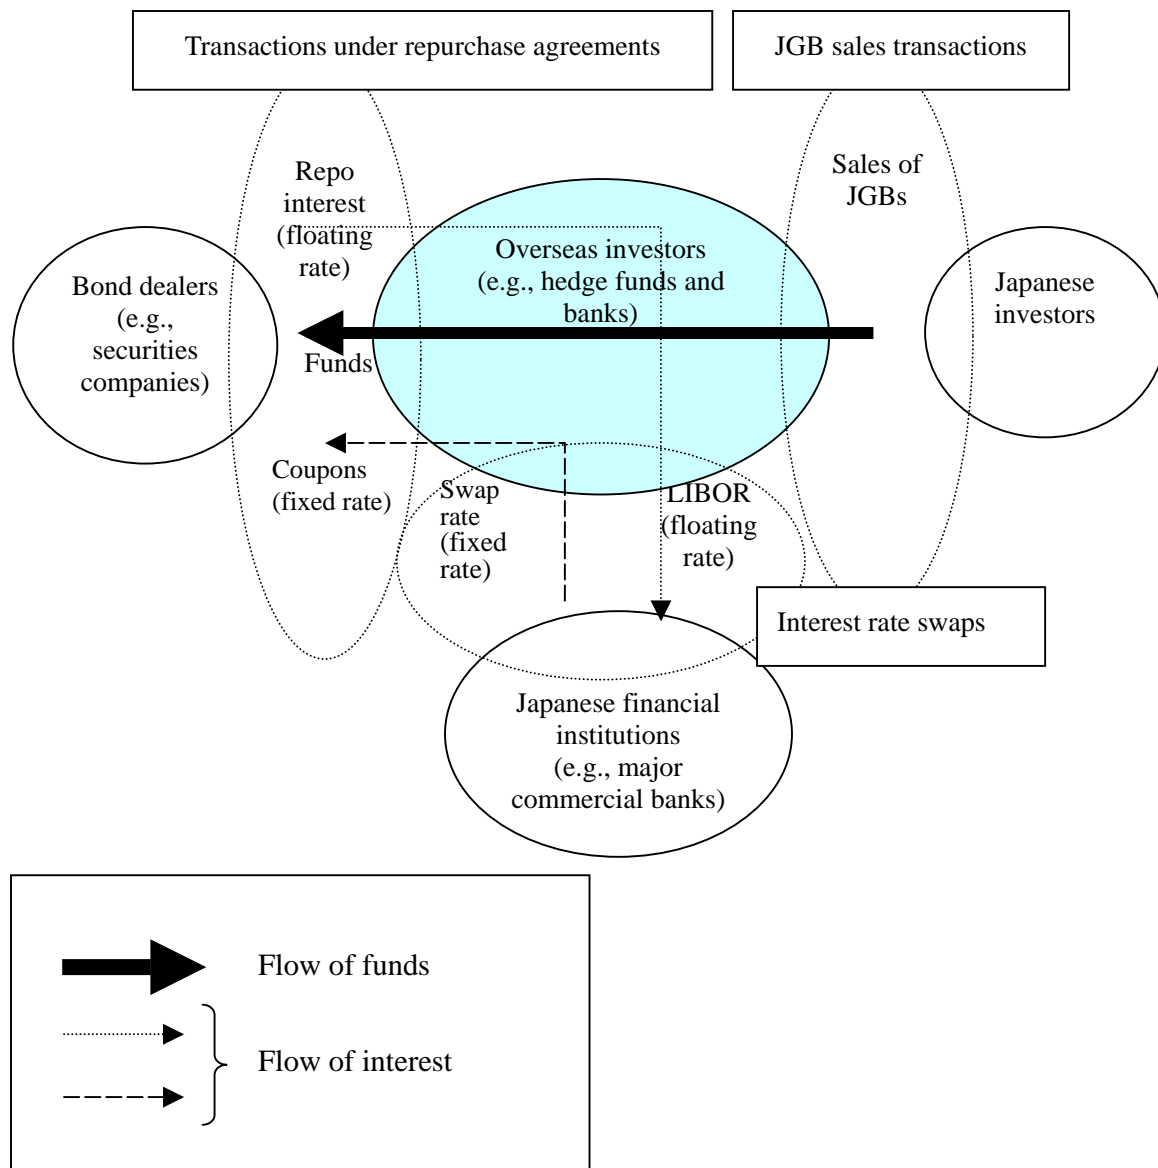 Transactions under repurchase agreements
JGB sales transactions
Repo
interest
(floating
rate)
Sales of
JGBs
Overseas investors
(e.g., hedge funds and
banks)
Bond dealers
(e.g.,
securities
companies)
Japanese
investors
Funds
Coupons
(fixed rate)
Swap
rate
(fixed
rate)
LIBOR
(floating
rate)
Interest rate swaps
Japanese financial
institutions
(e.g., major
commercial banks)
Flow of funds
Flow of interest